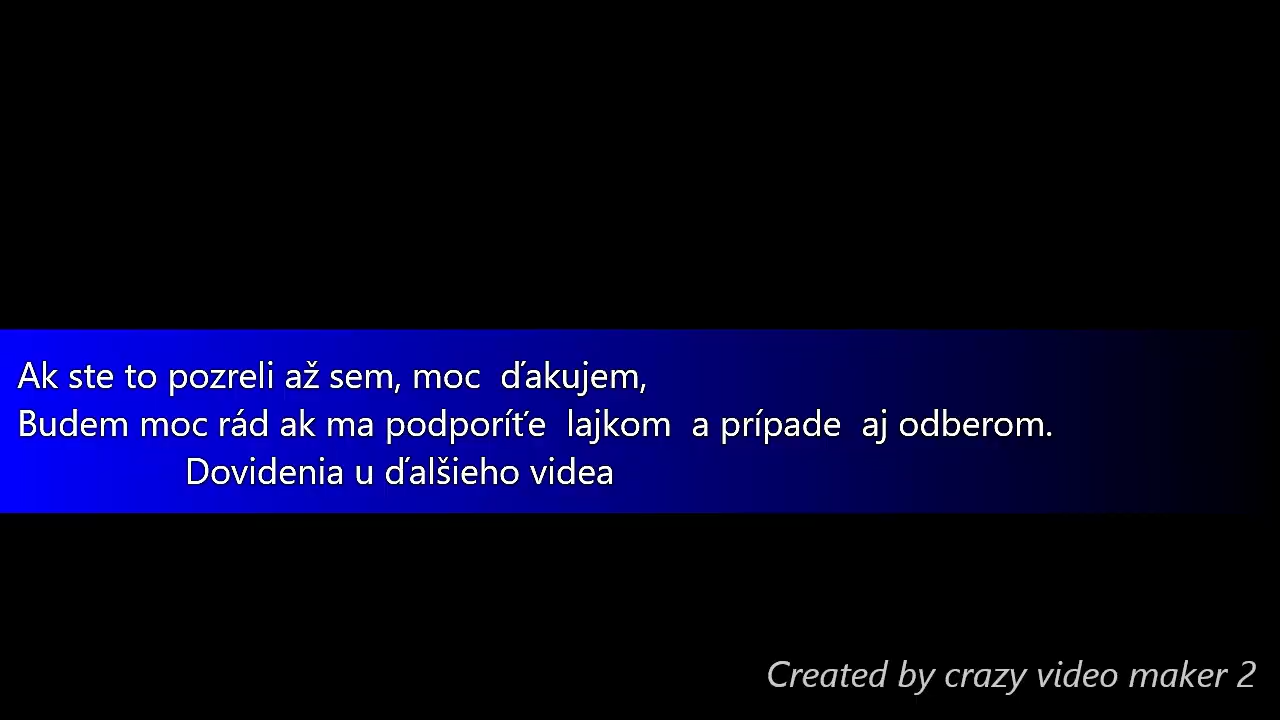 Ak ste to pozreli až sem, moc ďakujem,
Budem moc rád ak ma podporíťe lajkom a prípade aj odberom.
Dovidenia u ďalšieho videa
Created by crazy video maker 2